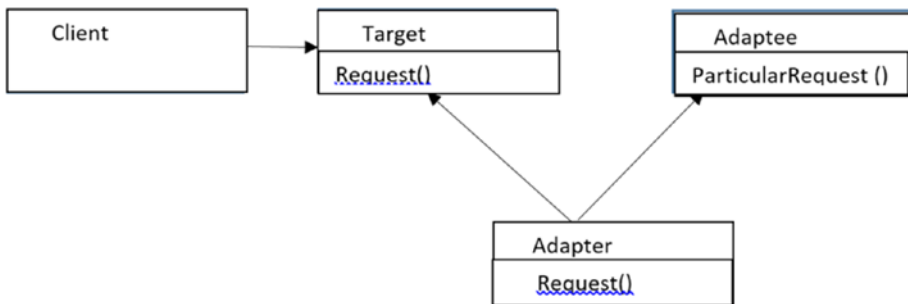 Client
Target
Request()
Adaptee
ParticularRequest ()
Adapter
Request()